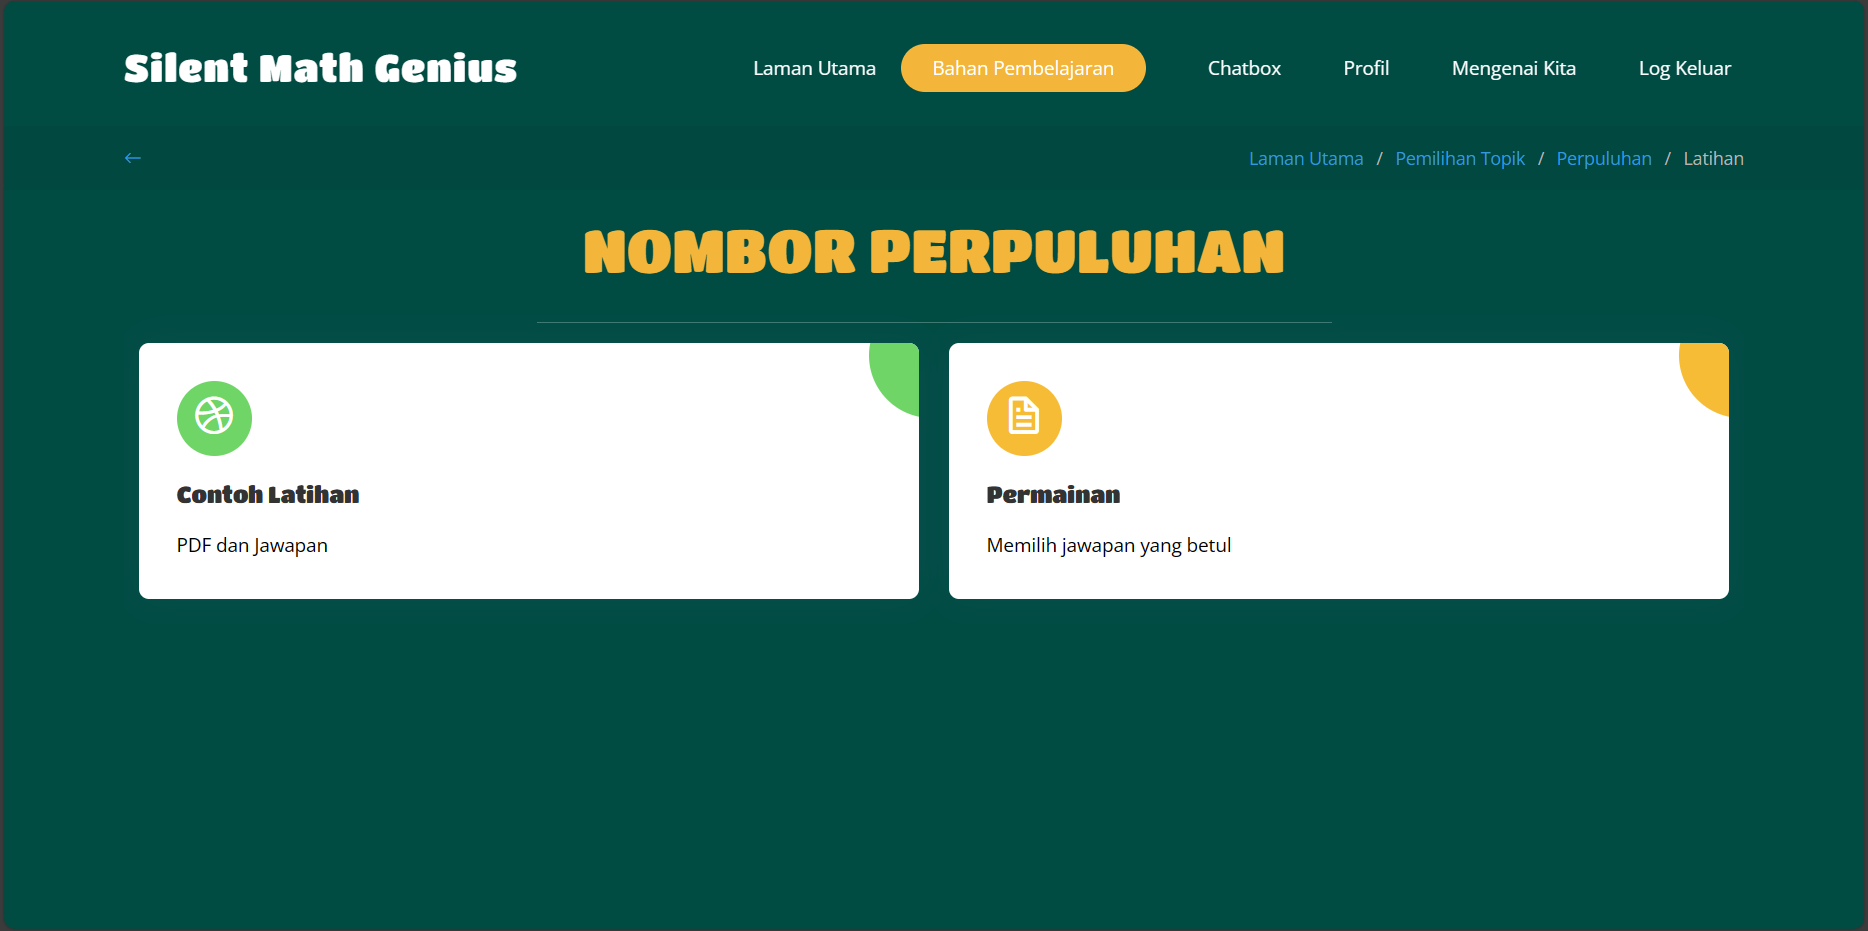 Silent Math Genius
Laman Utama Bahan Pembelajaran Chatbox Profil Mengenai Kita Log Keluar
← Laman Utama / Pemilihan Topik / Perpuluhan / Latihan
NOMBOR PERPULUHAN
Contoh Latihan
PDF dan Jawapan
Permainan
Memilih jawapan yang betul